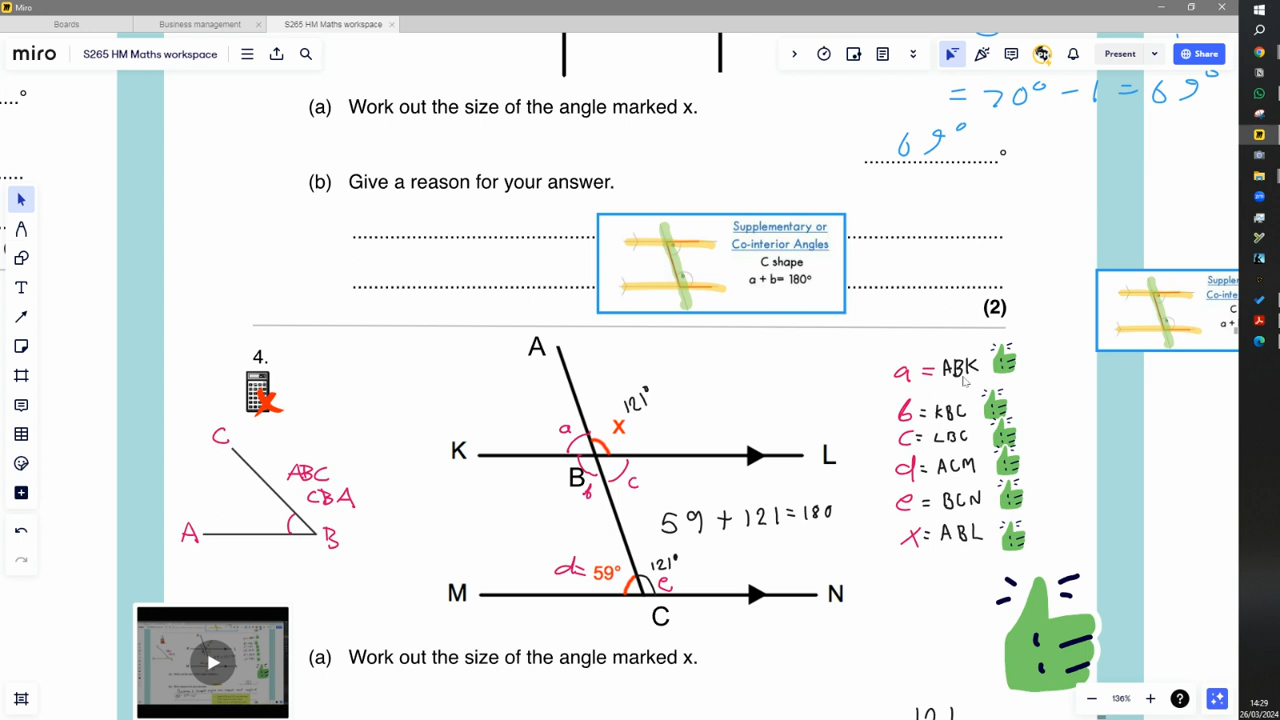 Miro
Boards
Business management
S265 HM Maths workspace
miro
S265 HM Maths workspace
Present
Share
....°
= 70° - 1 = 69°
(a) Work out the size of the angle marked x.
69°
°
(b) Give a reason for your answer.
Supplementary or
Co-interior Angles
C shape
a + b= 180°
(2)
Co-inte
C
a +
4.
A
121°
x
a
K
L
B
b
c
C
ABC
CBA
A
B
59 + 121 = 180
d= 59°
121°
e
M
N
C
a = ABK
b = KBC
c = LBC
d = ACM
e = BCN
x = ABL
(a) Work out the size of the angle marked x.
136%
14:29
26/03/2024